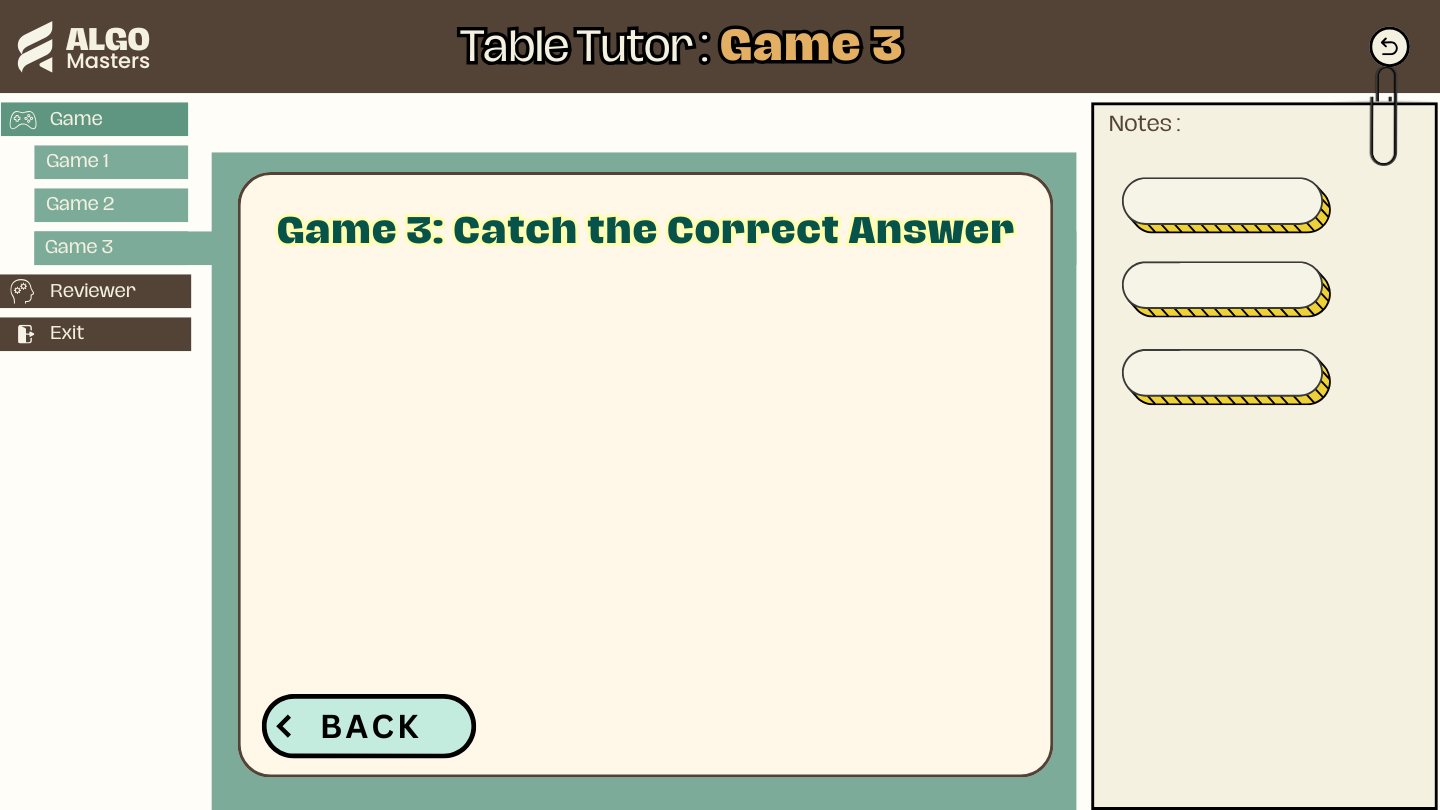 ALGO
Masters
Table Tutor : Game 3
Game
Game 1
Game 2
Game 3
Reviewer
Exit
Game 3: Catch the Correct Answer
BACK
Notes :